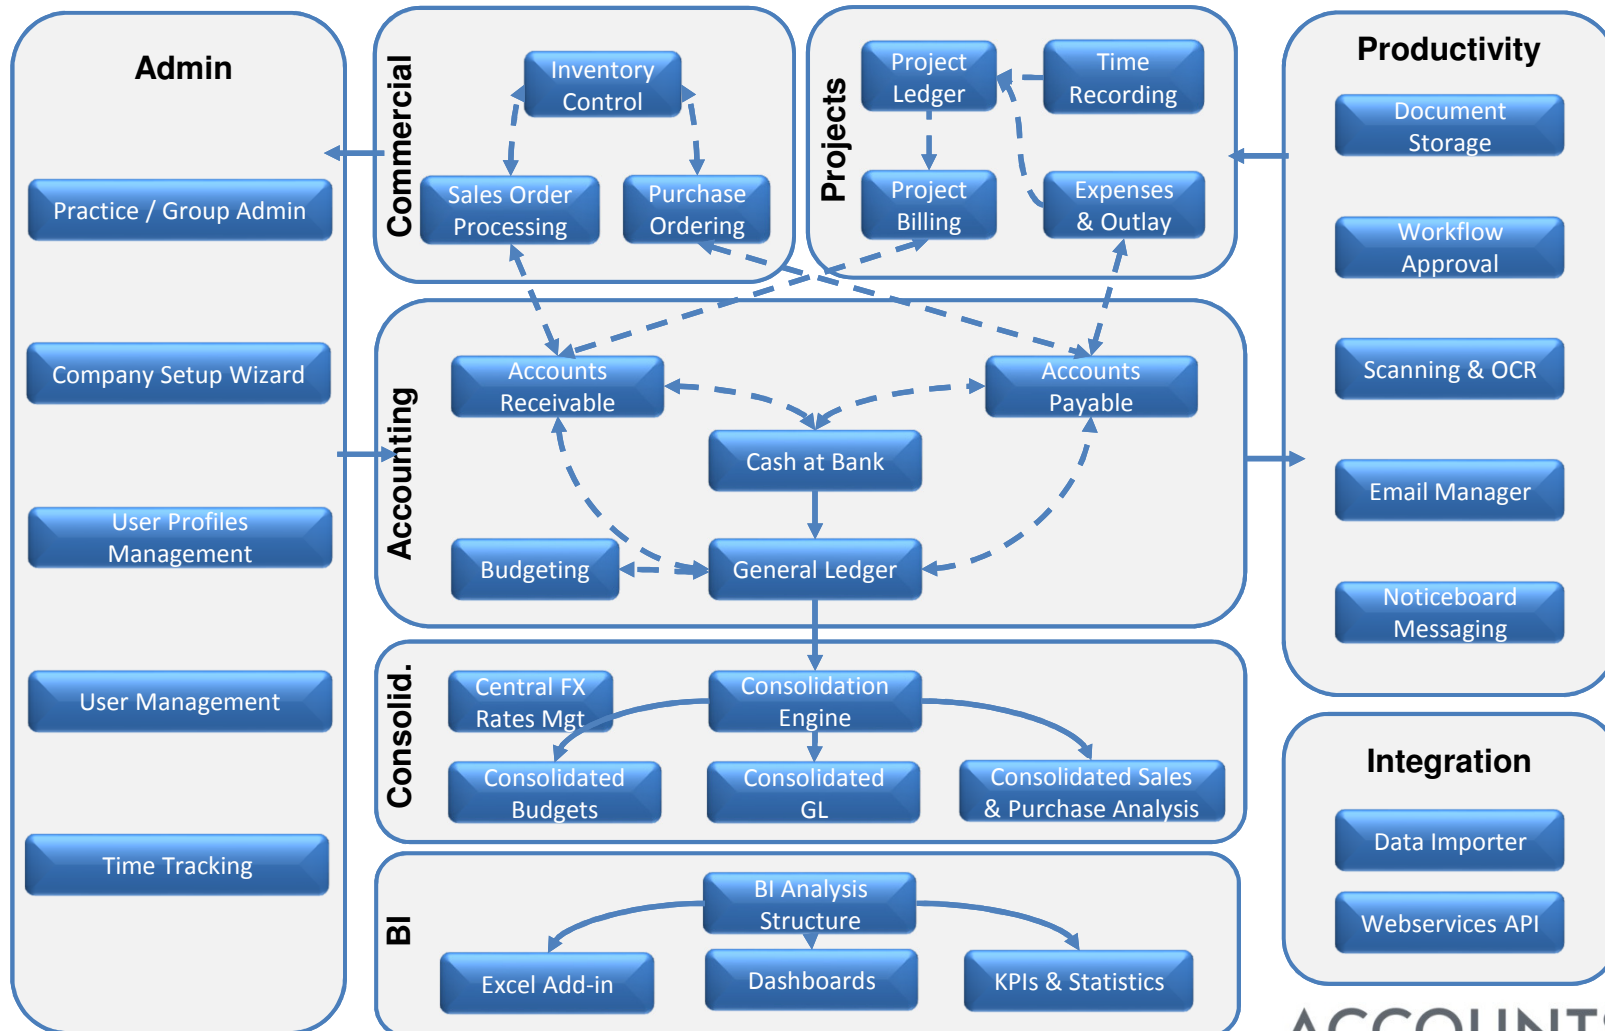 Admin
Practice / Group Admin
Company Setup Wizard
User Profiles
Management
User Management
Time Tracking
Commercial
Inventory
Control
Sales Order
Processing
Purchase
Ordering
Projects
Project
Ledger
Time
Recording
Project
Billing
Expenses
& Outlay
Accounting
Accounts
Receivable
Accounts
Payable
Cash at Bank
Budgeting
General Ledger
Consolid.
Central FX
Rates Mgt
Consolidation
Engine
Consolidated
Budgets
Consolidated
GL
Consolidated Sales
& Purchase Analysis
BI
BI Analysis
Structure
Excel Add-in
Dashboards
KPIs & Statistics
Productivity
Document
Storage
Workflow
Approval
Scanning & OCR
Email Manager
Noticeboard
Messaging
Integration
Data Importer
Webservices API
ACCOUNTS